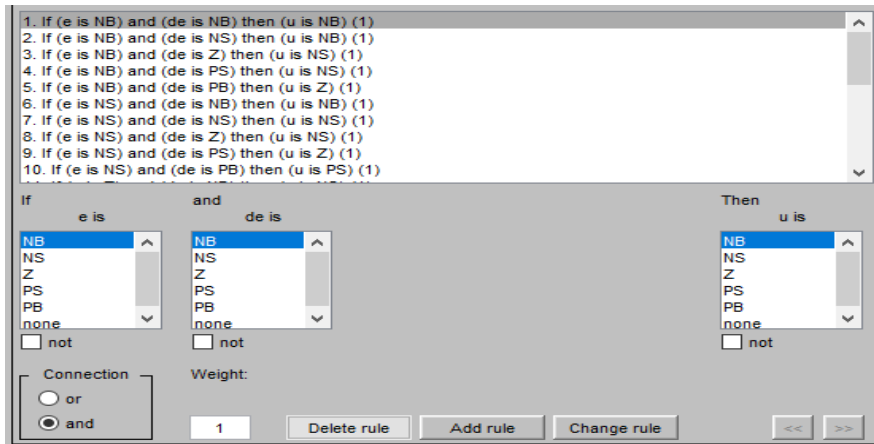 1. If (e is NB) and (de is NB) then (u is NB) (1)
2. If (e is NB) and (de is NS) then (u is NB) (1)
3. If (e is NB) and (de is Z) then (u is NS) (1)
4. If (e is NB) and (de is PS) then (u is NS) (1)
5. If (e is NB) and (de is PB) then (u is Z) (1)
6. If (e is NS) and (de is NB) then (u is NB) (1)
7. If (e is NS) and (de is NS) then (u is NS) (1)
8. If (e is NS) and (de is Z) then (u is NS) (1)
9. If (e is NS) and (de is PS) then (u is Z) (1)
10. If (e is NS) and (de is PB) then (u is PS) (1)
If and Then
e is de is u is
NB NB NB
NS NS NS
Z Z Z
PS PS PS
PB PB PB
none none none
not not not
Connection Weight:
or
and 1 Delete rule Add rule Change rule << >>